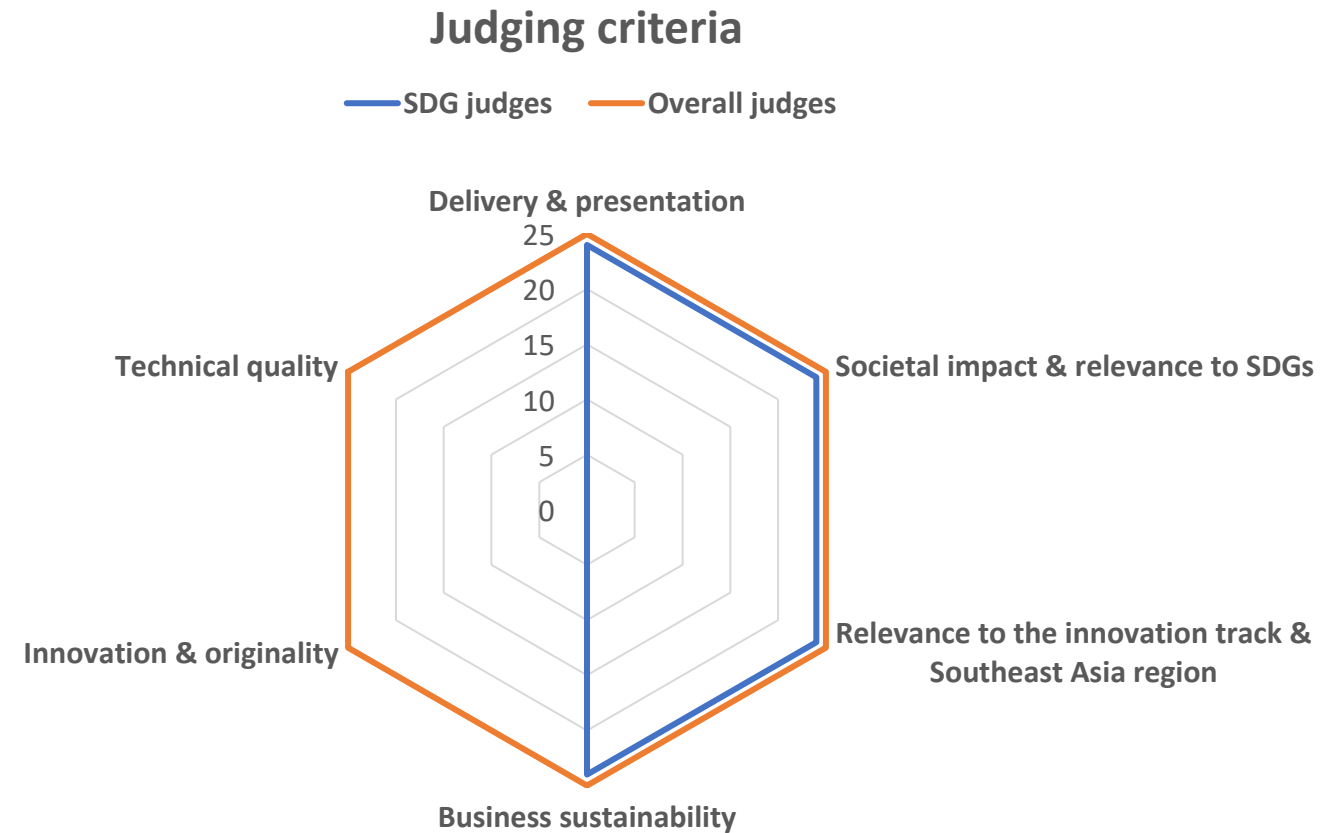 Judging criteria
SDG judges
Overall judges
Delivery & presentation
25
20
15
10
5
0
Technical quality
Societal impact & relevance to SDGs
Innovation & originality
Relevance to the innovation track &
Southeast Asia region
Business sustainability